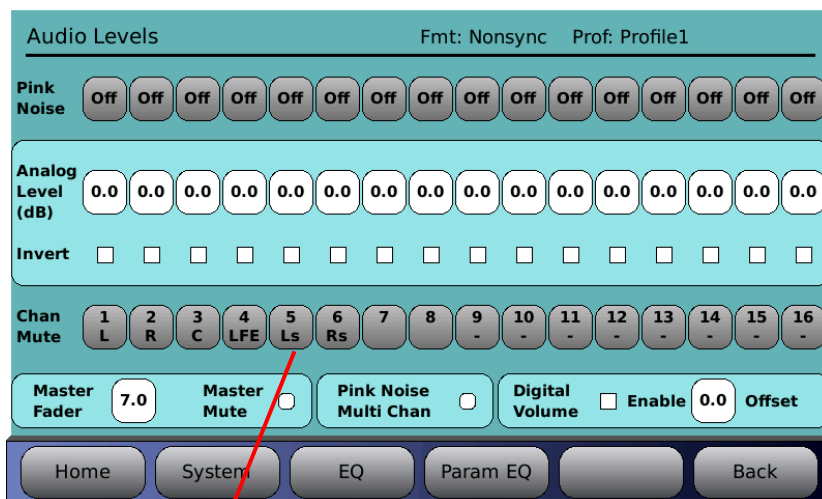 Audio Levels Fmt: Nonsync Prof: Profile1
Pink
Noise
Off Off Off Off Off Off Off Off Off Off Off Off Off Off Off Off
Analog
Level
(dB)
0.0 0.0 0.0 0.0 0.0 0.0 0.0 0.0 0.0 0.0 0.0 0.0 0.0 0.0 0.0 0.0
Invert
Chan
Mute
1 2 3 4 5 6 7 8 9 10 11 12 13 14 15 16
L R C LFE Ls Rs - - - - - - - -
Master
Fader
7.0
Master
Mute
Pink Noise
Multi Chan
Digital
Volume
Enable 0.0 Offset
Home System EQ Param EQ Back